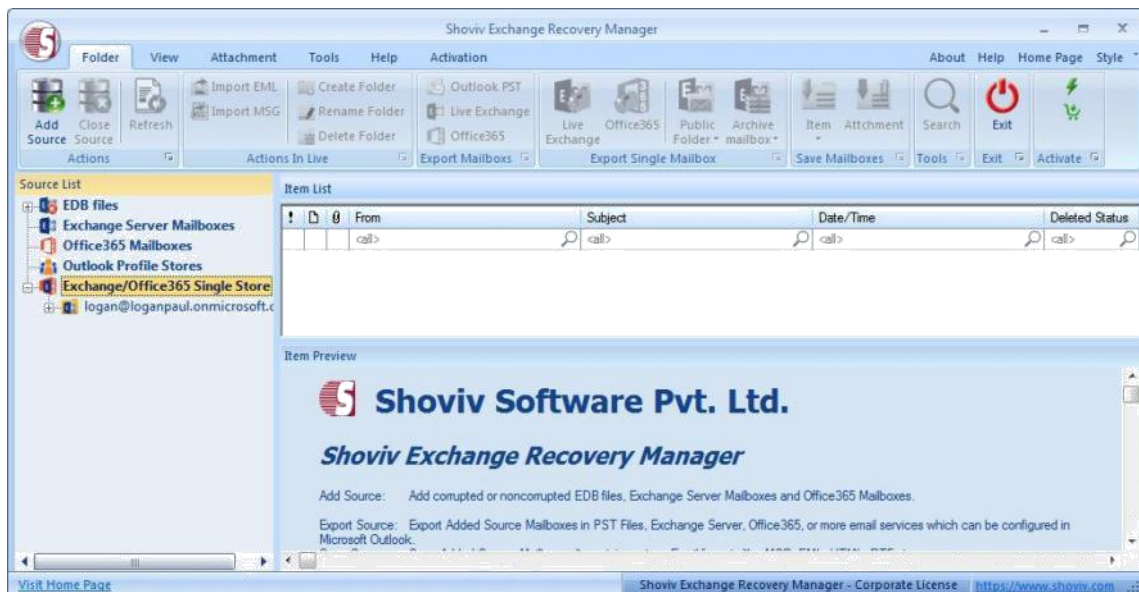 Shoviv Exchange Recovery Manager
Folder View Attachment Tools Help Activation About Help Home Page Style
Import EML Create Folder Outlook PST
Import MSG Rename Folder Live Exchange
Delete Folder Office365
Add Source Close Source Refresh Live Exchange Office365 Public Folder Archive mailbox Item Attchment Search Exit
Actions Actions In Live Export Mailboxs Export Single Mailbox Save Mailboxes Tools Exit Activate
Source List
EDB files
Exchange Server Mailboxes
Office365 Mailboxes
Outlook Profile Stores
Exchange/Office365 Single Store
logan@loganpaul.onmicrosoft.c
Item List
! From Subject Date/Time Deleted Status
<all> <all> <all> <all>
Item Preview
S Shoviv Software Pvt. Ltd.
Shoviv Exchange Recovery Manager
Add Source: Add corrupted or noncorrupted EDB files, Exchange Server Mailboxes and Office365 Mailboxes.
Export Source: Export Added Source Mailboxes in PST Files, Exchange Server, Office365, or more email services which can be configured in
Microsoft Outlook.
Visit Home Page Shoviv Exchange Recovery Manager - Corporate License https://www.shoviv.com